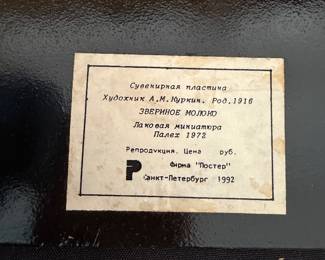 Сувенирная пластина
Художник А.М.Куркин. Род.1916
ЗВЕРИНОЕ МОЛОКО
Лаковая миниатюра
Палех 1972
Репродукция. Цена руб.
Фирма "Постер"
Санкт-Петербург 1992